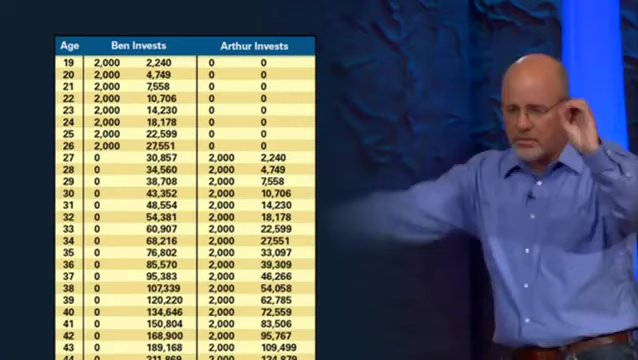 Age Ben Invests Arthur Invests
19 2,000 2,240 0 0
20 2,000 4,749 0 0
21 2,000 7,558 0 0
22 2,000 10,706 0 0
23 2,000 14,230 0 0
24 2,000 18,178 0 0
25 2,000 22,599 0 0
26 2,000 27,551 0 0
27 0 30,857 2,000 2,240
28 0 34,560 2,000 4,749
29 0 38,708 2,000 7,558
30 0 43,352 2,000 10,706
31 0 48,554 2,000 14,230
32 0 54,381 2,000 18,178
33 0 60,907 2,000 22,599
34 0 68,216 2,000 27,551
35 0 76,802 2,000 33,097
36 0 85,570 2,000 39,309
37 0 95,383 2,000 46,266
38 0 107,339 2,000 54,058
39 0 120,220 2,000 62,785
40 0 134,646 2,000 72,559
41 0 150,804 2,000 83,506
42 0 168,900 2,000 95,767
43 0 189,168 2,000 109,499
44 0 211,869 2,000 124,879